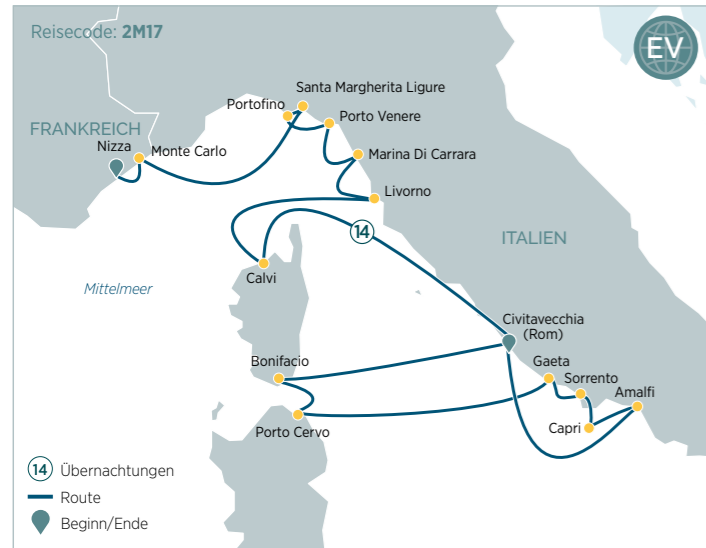 Reisecode: 2M17
EV
Santa Margherita Ligure
Portofino
Porto Venere
FRANKREICH
Nizza
Monte Carlo
Marina Di Carrara
Livorno
14
ITALIEN
Calvi
Mittelmeer
Civitavecchia
(Rom)
Bonifacio
Gaeta
Sorrento
Amalfi
Capri
Porto Cervo
14 Übernachtungen
Route
Beginn/Ende